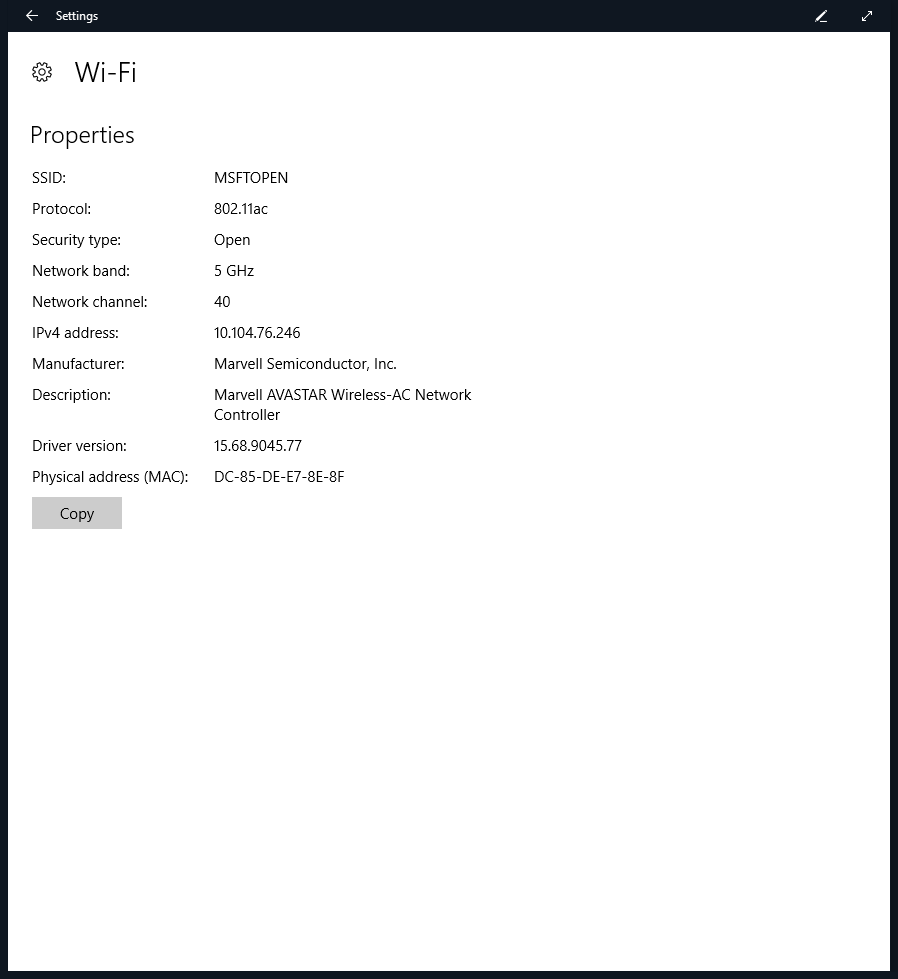 Settings
Wi-Fi
Properties
SSID: MSFTOPEN
Protocol: 802.11ac
Security type: Open
Network band: 5 GHz
Network channel: 40
IPv4 address: 10.104.76.246
Manufacturer: Marvell Semiconductor, Inc.
Description: Marvell AVASTAR Wireless-AC Network
Controller
Driver version: 15.68.9045.77
Physical address (MAC): DC-85-DE-E7-8E-8F
Copy